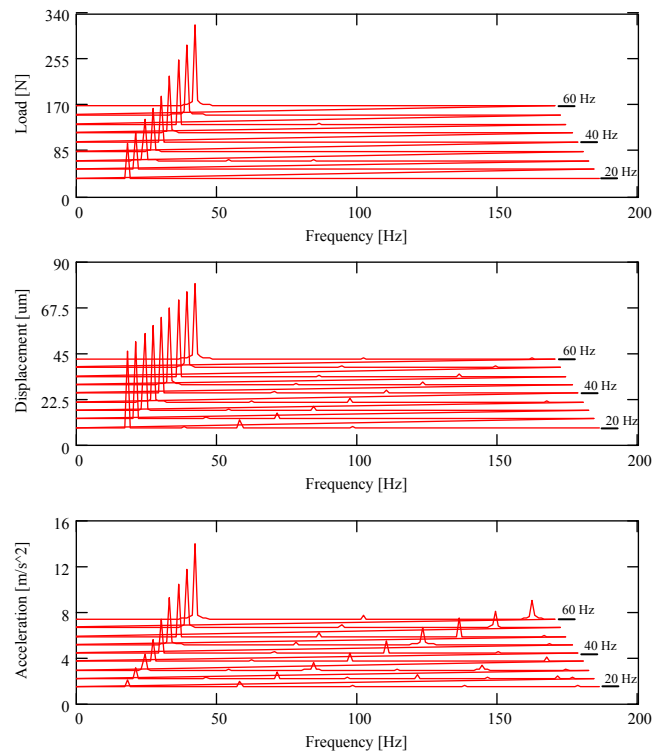 340
255
170
85
0
Load [N]
60 Hz
40 Hz
20 Hz
0
50
100
150
200
Frequency [Hz]
90
67.5
45
22.5
0
Displacement [um]
60 Hz
40 Hz
20 Hz
0
50
100
150
200
Frequency [Hz]
16
12
8
4
0
Acceleration [m/s^2]
60 Hz
40 Hz
20 Hz
0
50
100
150
200
Frequency [Hz]